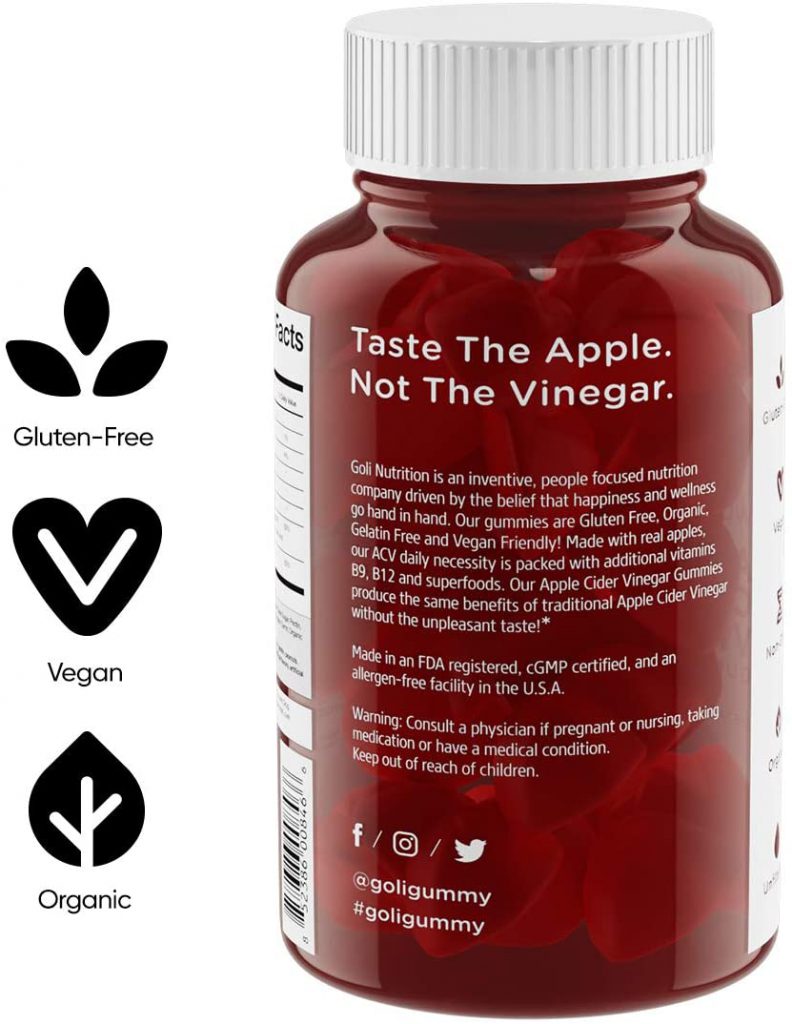 Gluten-Free
Vegan
Organic
Facts
Taste The Apple.
Not The Vinegar.
Goli Nutrition is an inventive, people focused nutrition
company driven by the belief that happiness and wellness
go hand in hand. Our gummies are Gluten Free, Organic,
Gelatin Free and Vegan Friendly! Made with real apples,
our ACV daily necessity is packed with additional vitamins
B9, B12 and superfoods. Our Apple Cider Vinegar Gummies
produce the same benefits of traditional Apple Cider Vinegar
without the unpleasant taste!*
Made in an FDA registered, cGMP certified, and an
allergen-free facility in the U.S.A.
Warning: Consult a physician if pregnant or nursing, taking
medication or have a medical condition.
Keep out of reach of children.
f / /
@goligummy
#goligummy
8 52386 00846 6